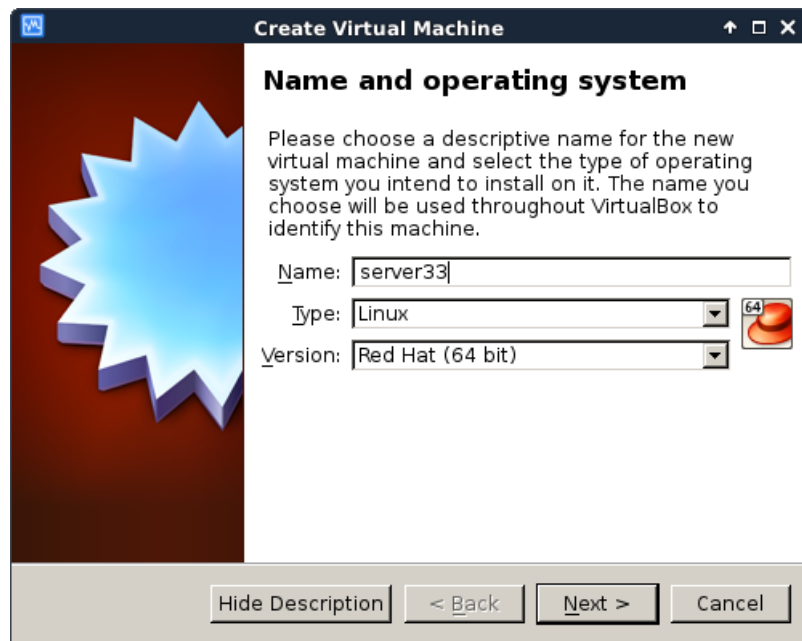 Create Virtual Machine
Name and operating system
Please choose a descriptive name for the new
virtual machine and select the type of operating
system you intend to install on it. The name you
choose will be used throughout VirtualBox to
identify this machine.
Name: server33
Type: Linux
64
Version: Red Hat (64 bit)
Hide Description < Back Next > Cancel